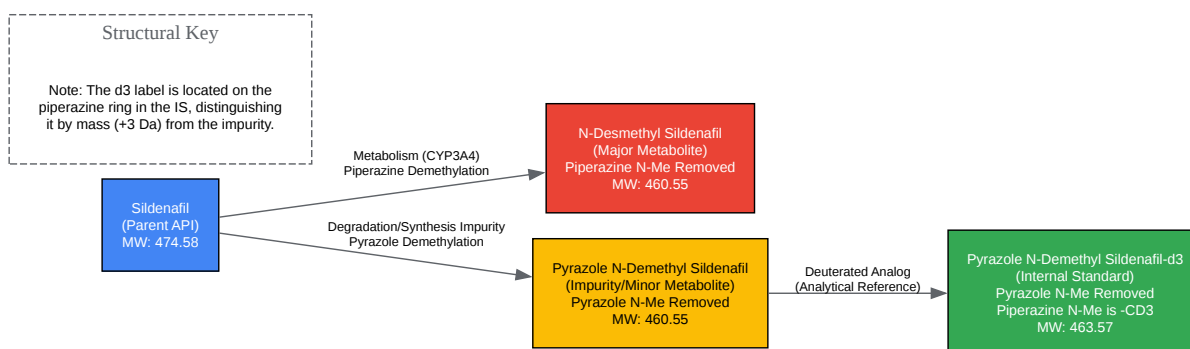 Structural Key
Note: The d3 label is located on the
piperazine ring in the IS, distinguishing
it by mass (+3 Da) from the impurity.
Sildenafil
(Parent API)
MW: 474.58
Metabolism (CYP3A4)
Piperazine Demethylation
Degradation/Synthesis Impurity
Pyrazole Demethylation
N-Desmethyl Sildenafil
(Major Metabolite)
Piperazine N-Me Removed
MW: 460.55
Pyrazole N-Demethyl Sildenafil
(Impurity/Minor Metabolite)
Pyrazole N-Me Removed
MW: 460.55
Deuterated Analog
(Analytical Reference)
Pyrazole N-Demethyl Sildenafil-d3
(Internal Standard)
Pyrazole N-Me Removed
Piperazine N-Me is -CD3
MW: 463.57